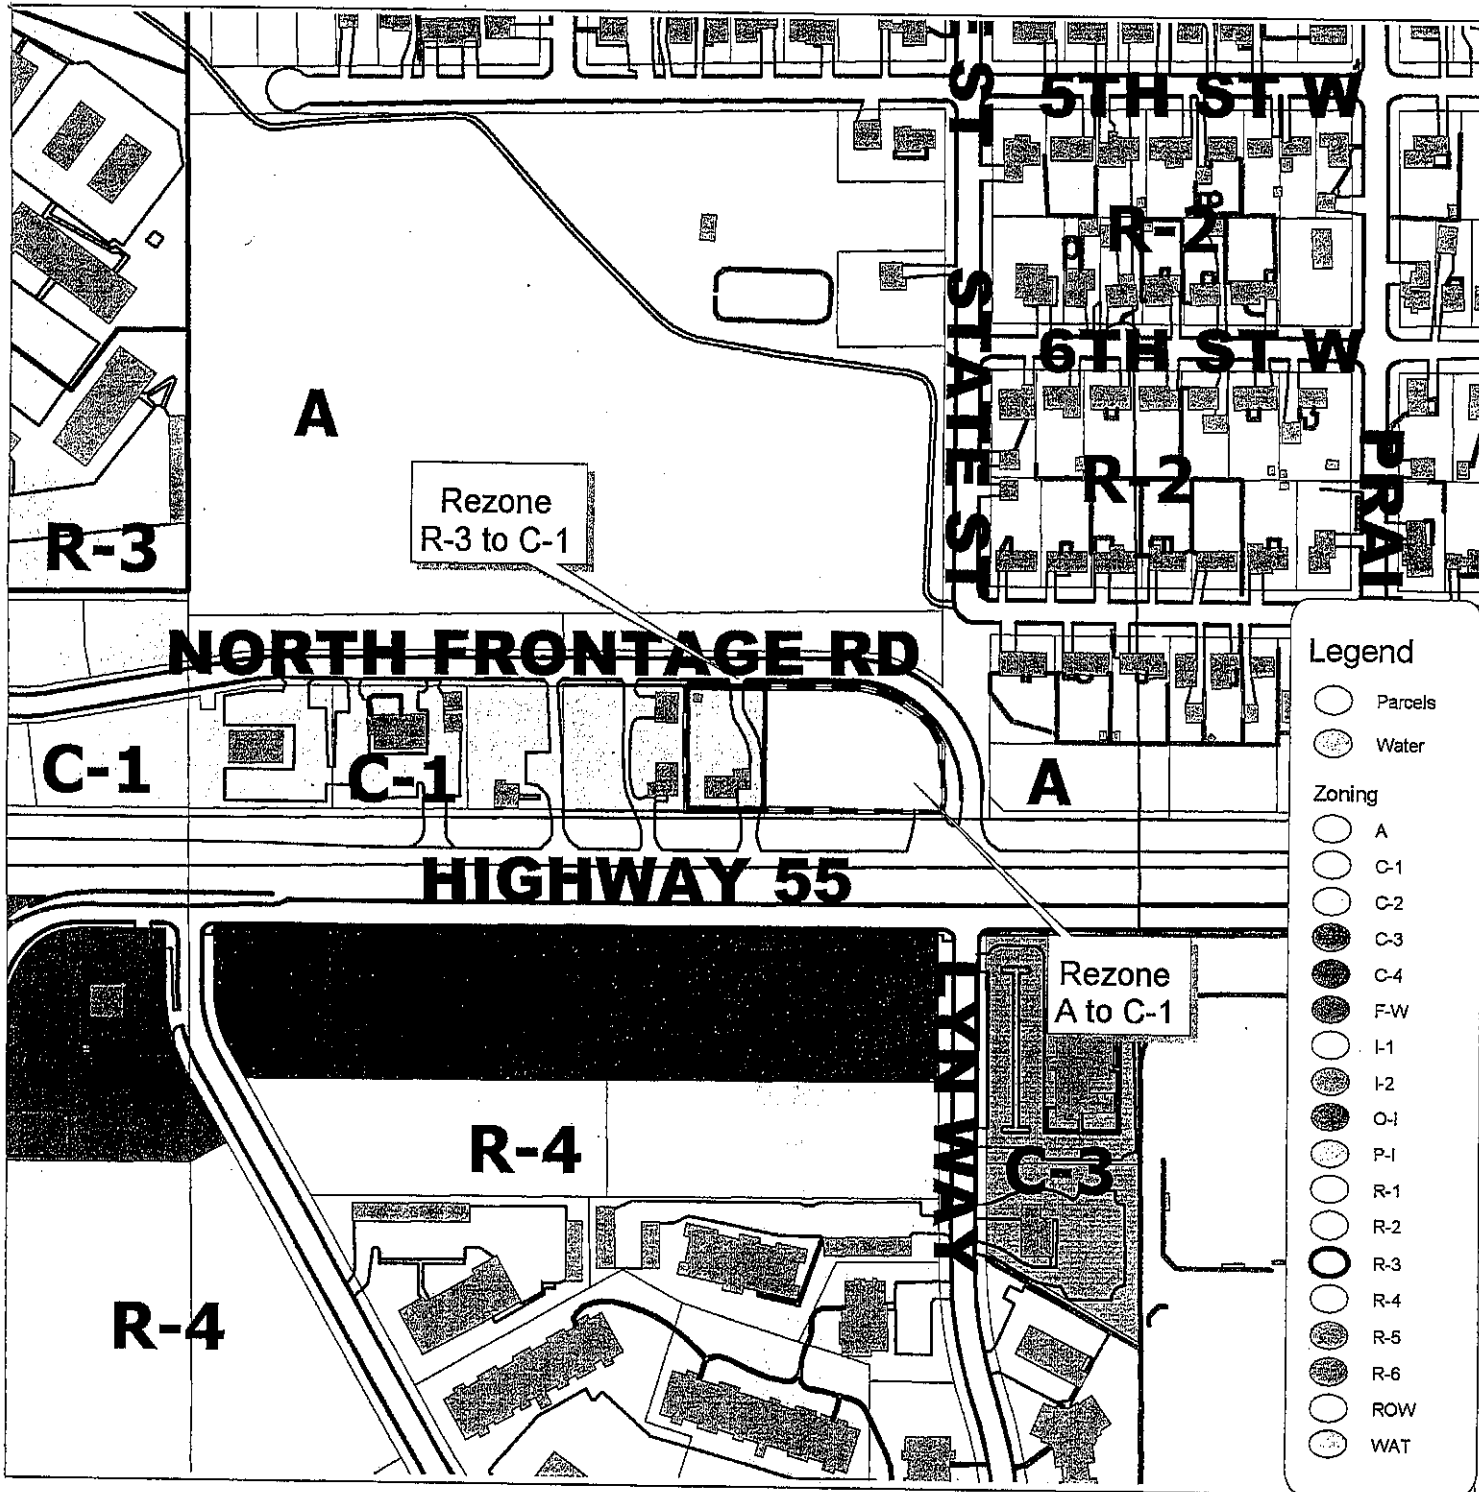 5TH ST W
E ST
R-2
STATE ST
6TH ST W
A
R-2
PRAI
Rezone
R-3 to C-1
R-3
NORTH FRONTAGE RD
C-1
C-1
A
HIGHWAY 55
Rezone
A to C-1
LYN WAY
R-4
C-3
R-4
Legend
Parcels
Water
Zoning
A
C-1
C-2
C-3
C-4
F-W
I-1
I-2
O-I
P-I
R-1
R-2
R-3
R-4
R-5
R-6
ROW
WAT